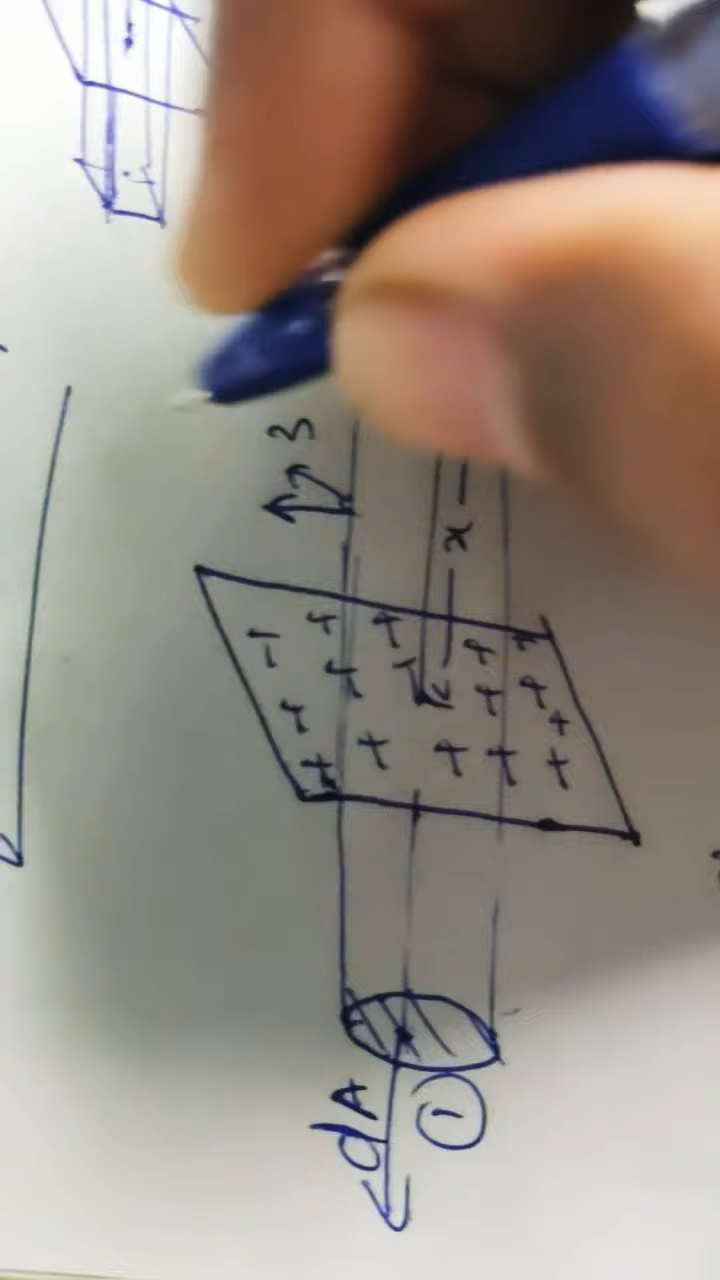 3
x
+ + +
+ + + + +
+ + + +
+ + + + +
dA
1